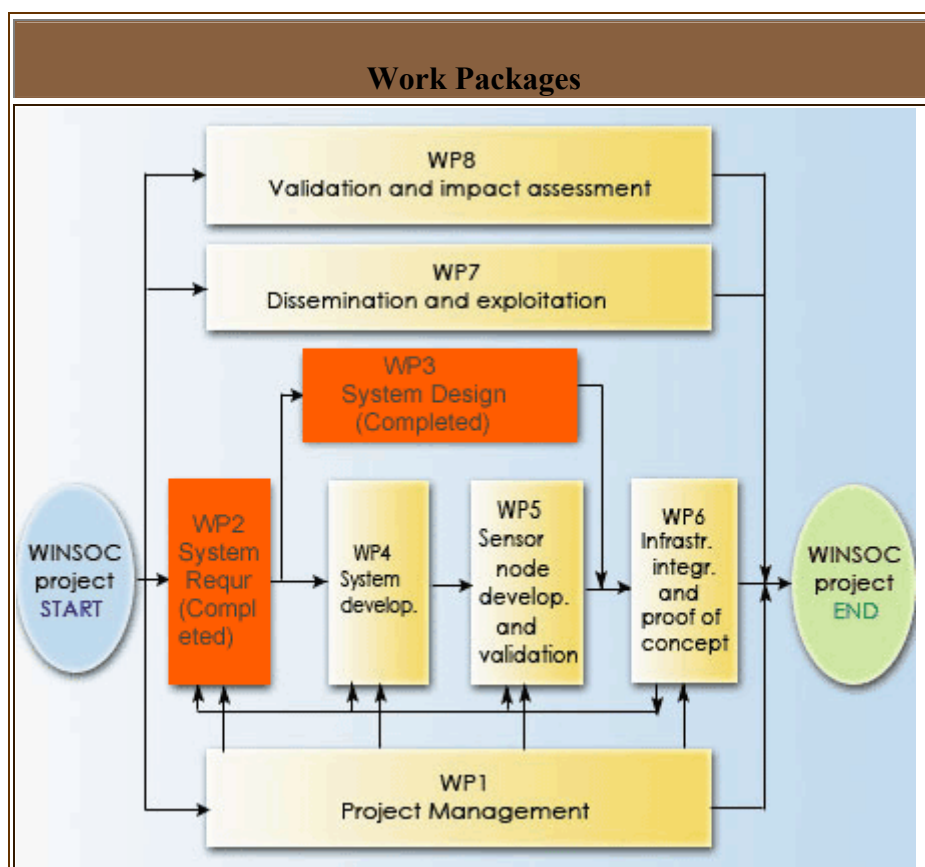 Work Packages
WP8
Validation and impact assessment
WP7
Dissemination and exploitation
WP3
System Design
(Completed)
WINSOC
project
START
WP2
System
Requr
(Compl
eted)
WP4
System
develop.
WP5
Sensor
node
develop.
and
validation
WP6
Infrastr.
integr.
and
proof of
concept
WINSOC
project
END
WP1
Project Management